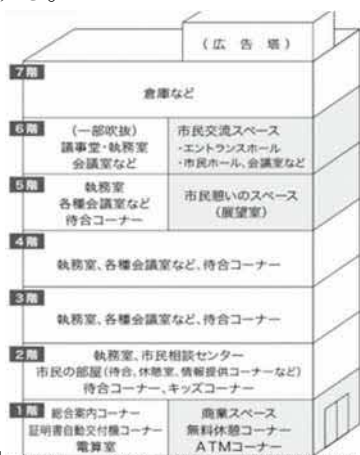 (広告塔)
7階
倉庫など
6階
(一部吹抜)
議事堂・執務室
会議室など
市民交流スペース
・エントランスホール
・市民ホール、会議室など
5階
執務室
各種会議室など
待合コーナー
市民憩いのスペース
(展望室)
4階
執務室、各種会議室など、待合コーナー
3階
執務室、各種会議室など、待合コーナー
2階
執務室、市民相談センター
市民の部屋(待合、休憩室、情報提供コーナーなど)
待合コーナー、キッズコーナー
1階
総合案内コーナー
証明書自動交付機コーナー
電算室
商業スペース
無料休憩コーナー
ATMコーナー